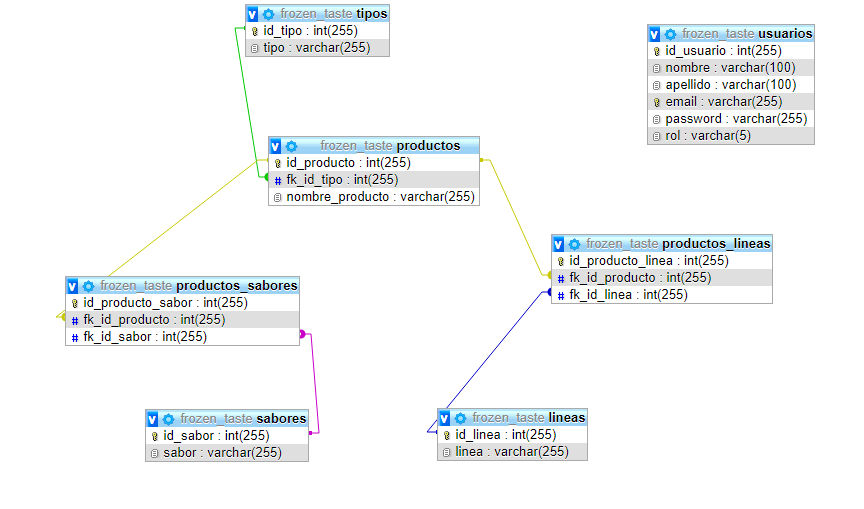 frozen_taste tipos
id_tipo : int(255)
tipo : varchar(255)
frozen_taste usuarios
id_usuario : int(255)
nombre : varchar(100)
apellido : varchar(100)
email : varchar(255)
password : varchar(255)
rol : varchar(5)
frozen_taste productos
id_producto : int(255)
# fk_id_tipo : int(255)
nombre_producto : varchar(255)
frozen_taste productos_lineas
id_producto_linea : int(255)
# fk_id_producto : int(255)
# fk_id_linea : int(255)
frozen_taste productos_sabores
id_producto_sabor : int(255)
# fk_id_producto : int(255)
# fk_id_sabor : int(255)
frozen_taste sabores
id_sabor : int(255)
sabor : varchar(255)
frozen_taste lineas
id_linea : int(255)
linea : varchar(255)